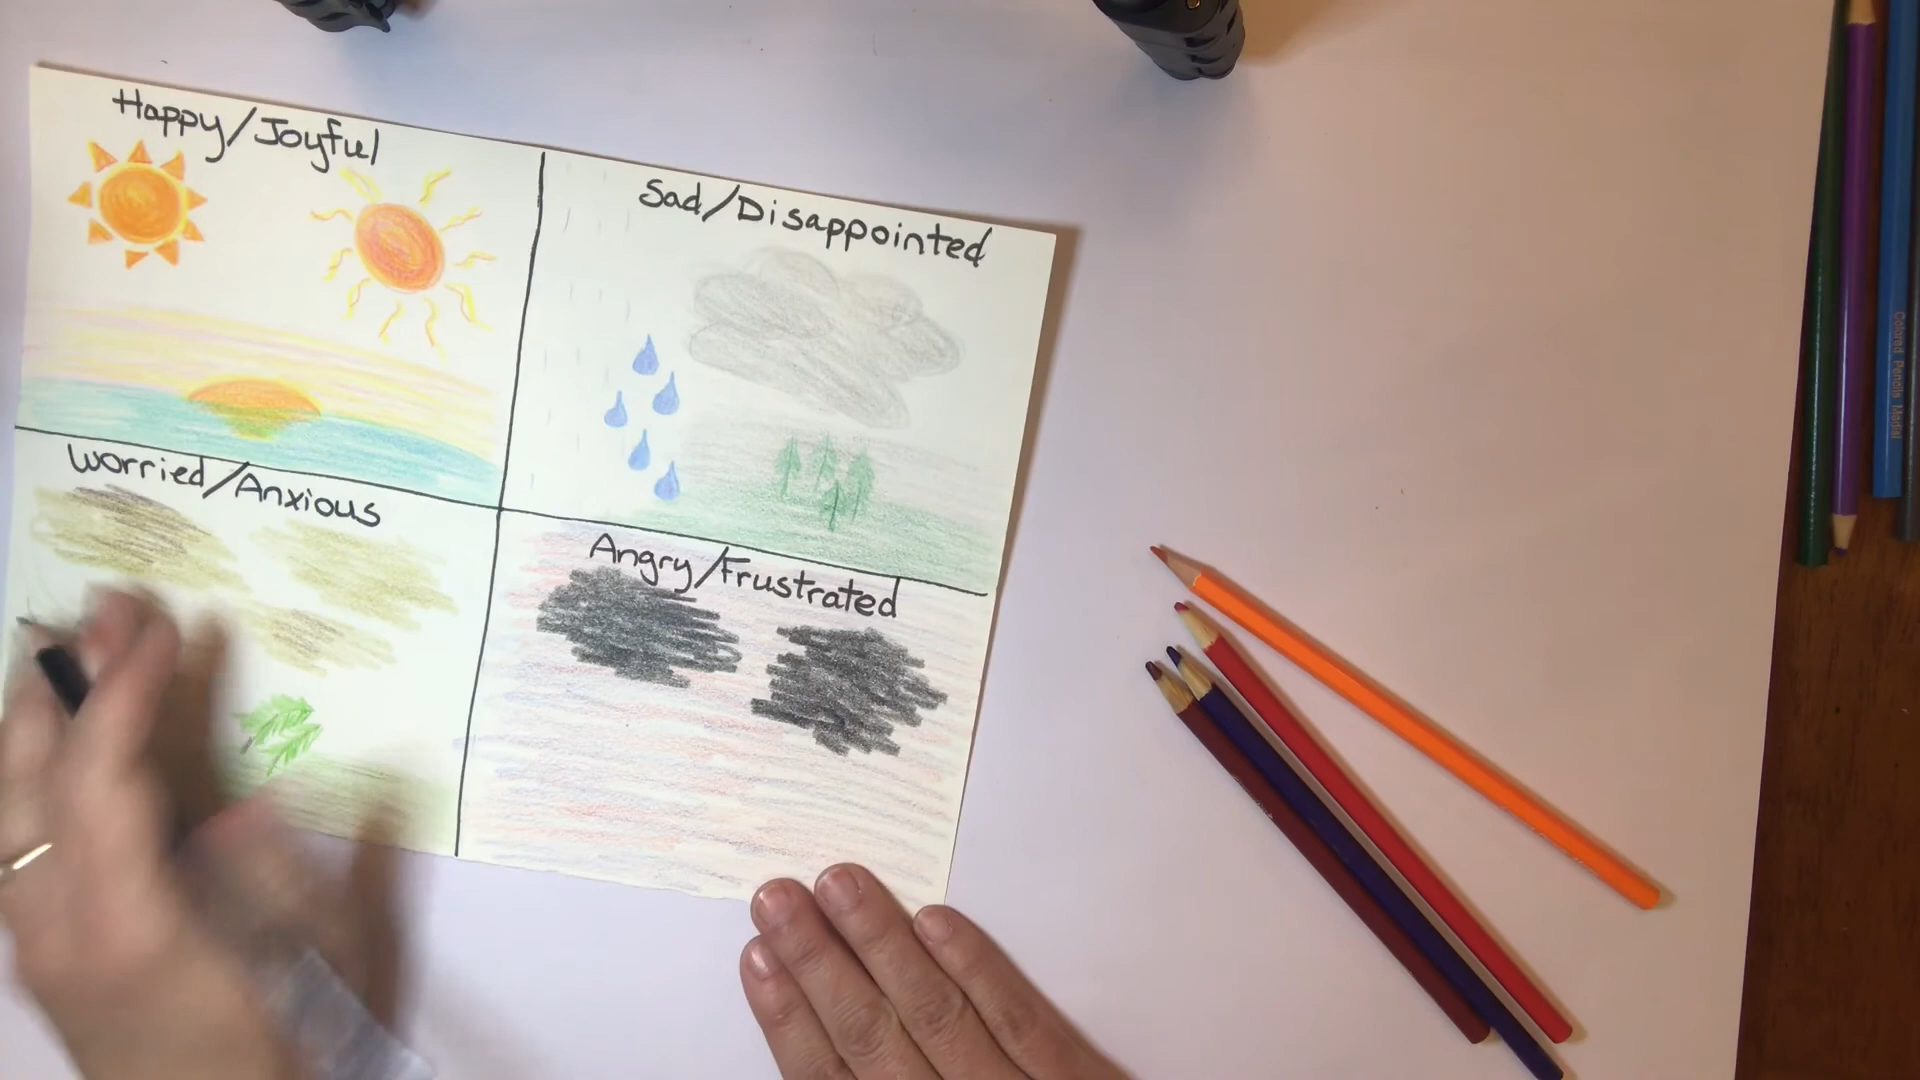 Happy/Joyful
Sad/Disappointed
Worried/Anxious
Angry/Frustrated
Colored Pencils